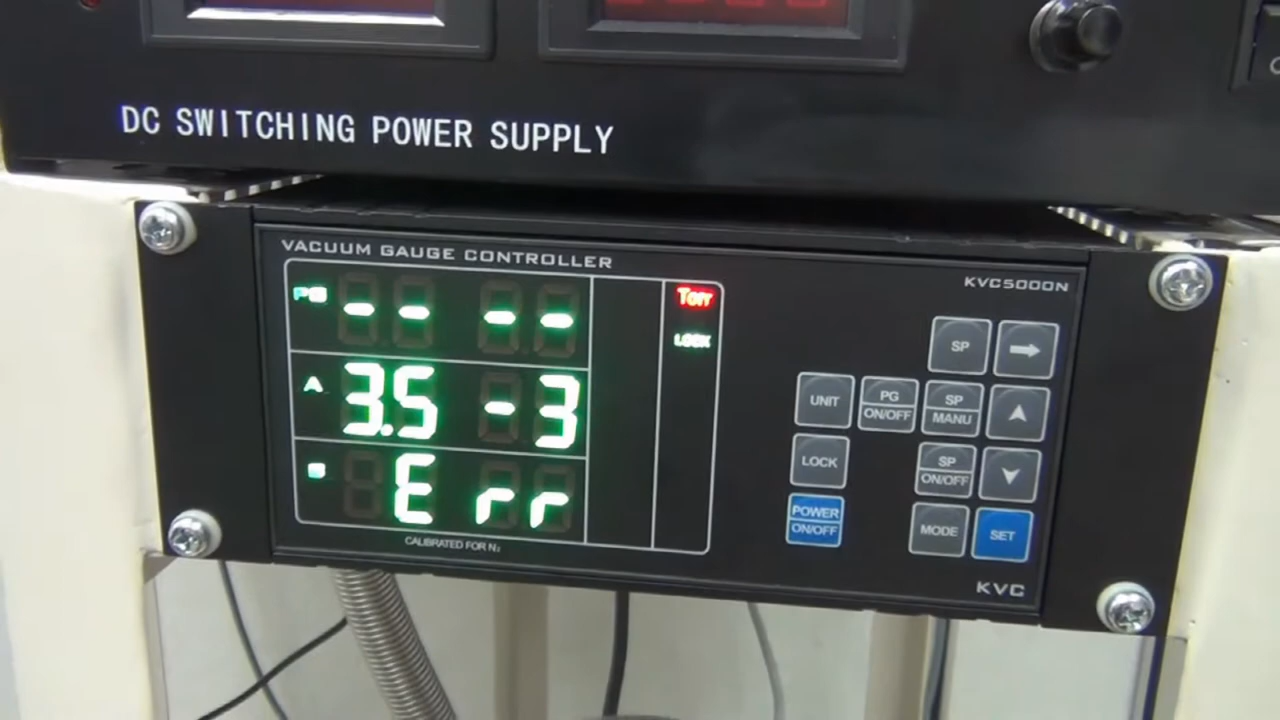 DC SWITCHING POWER SUPPLY
VACUUM GAUGE CONTROLLER
KVC5000N
PG -- --
Torr
LOCK
A 3.5 -3
B Err
CALIBRATED FOR N₂
SP
UNIT
PG ON/OFF
SP MANU
LOCK
SP ON/OFF
POWER ON/OFF
MODE
SET
KVC